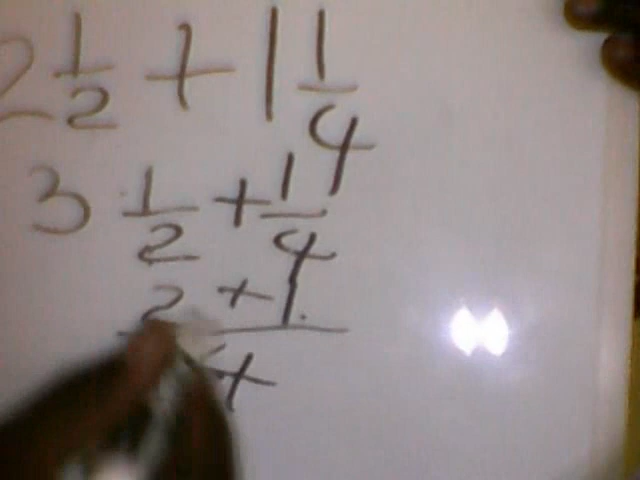 2 1/2 + 1 1/4
3 1/2 + 1/4
2 + 1
4